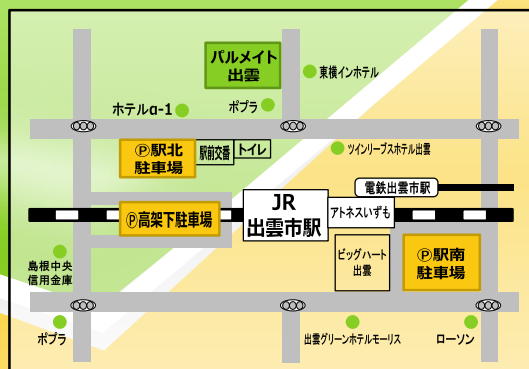 パルメイト
出雲
東横インホテル
ホテルα-1
ポプラ
Ⓟ駅北
駐車場
駅前交番
トイレ
ツインリーブスホテル出雲
電鉄出雲市駅
Ⓟ高架下駐車場
JR
出雲市駅
アトネスいずも
島根中央
信用金庫
ビッグハート
出雲
Ⓟ駅南
駐車場
ポプラ
出雲グリーンホテルモーリス
ローソン